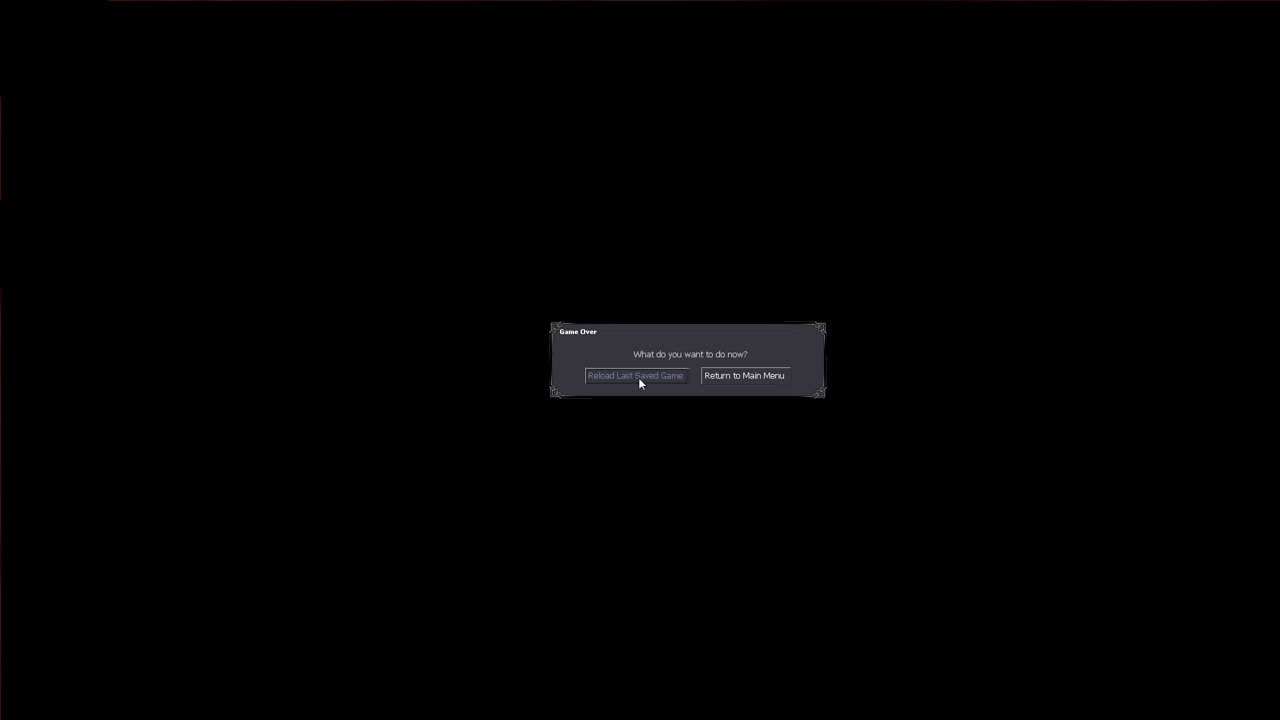 Game Over
What do you want to do now?
Reload Last Saved Game
Return to Main Menu